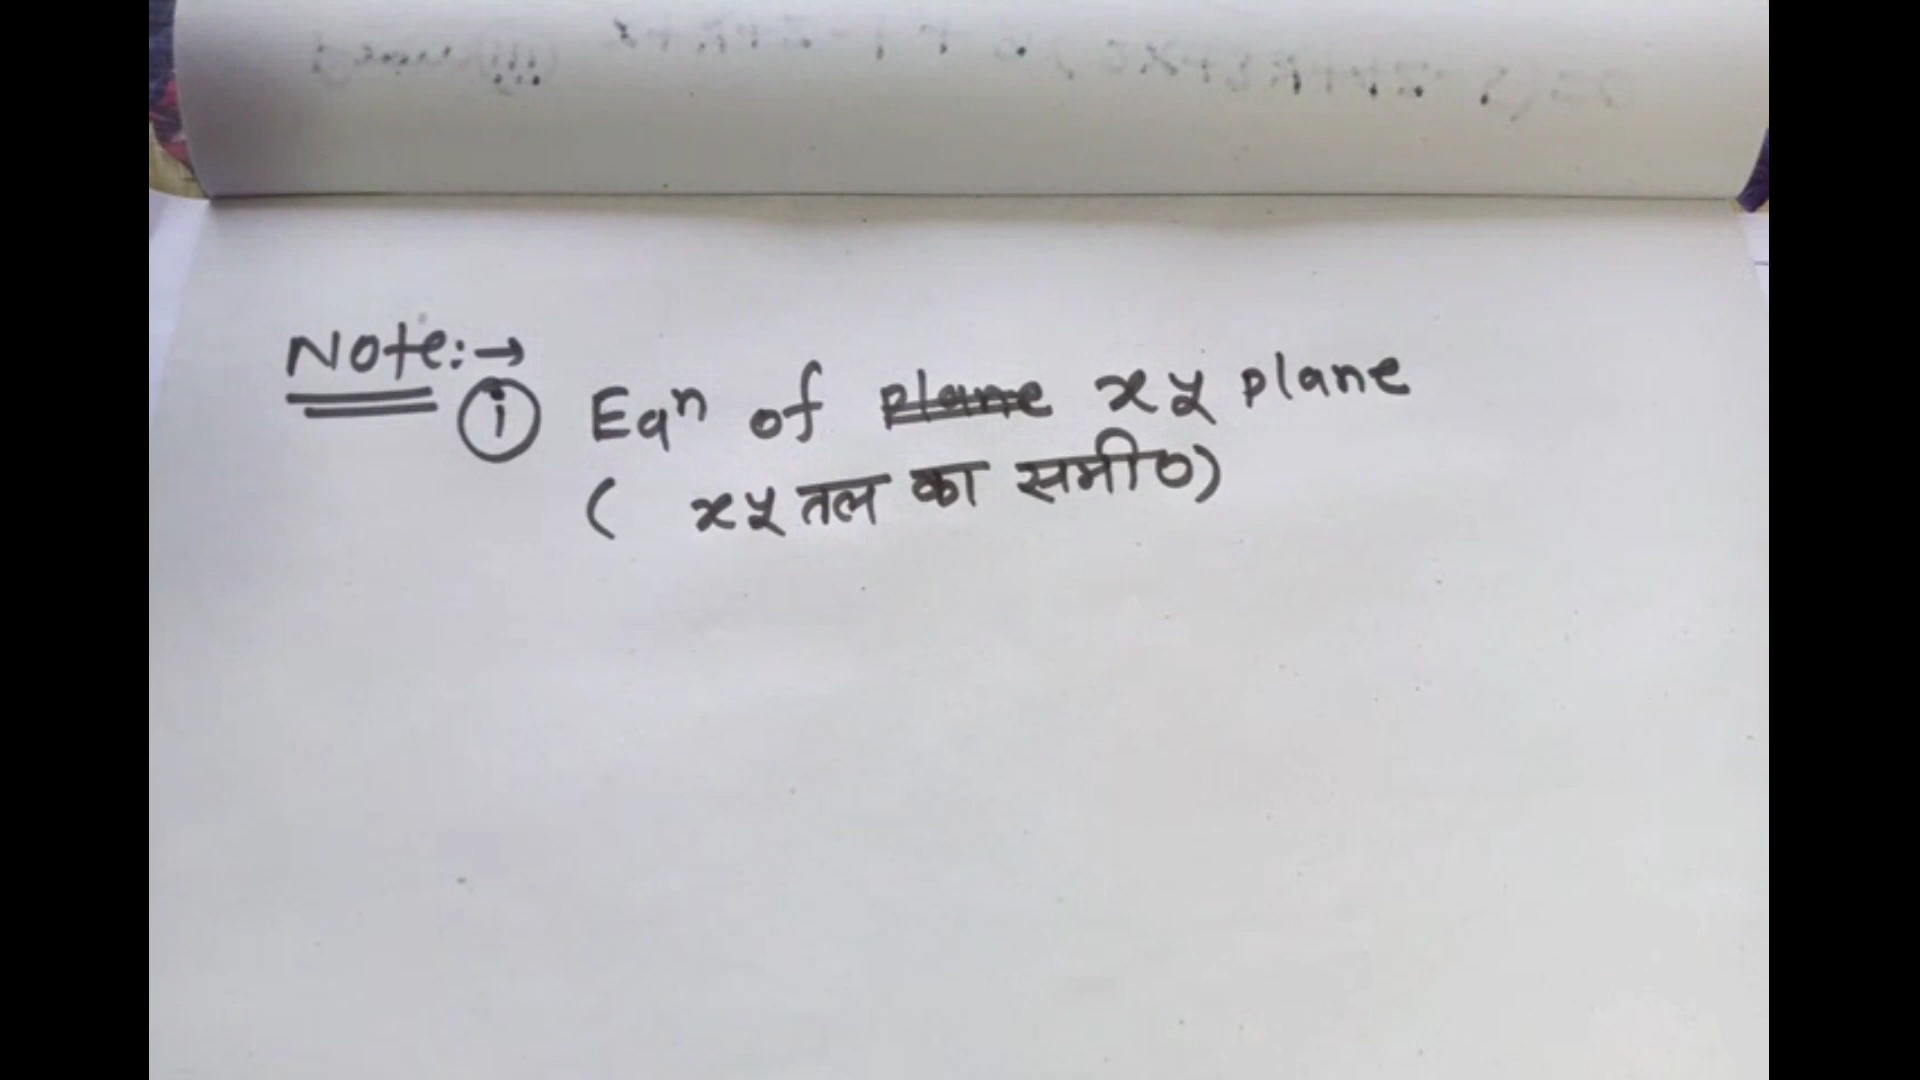 Note:→
(i) Eqⁿ of plane xy plane
( xy तल का समी०)